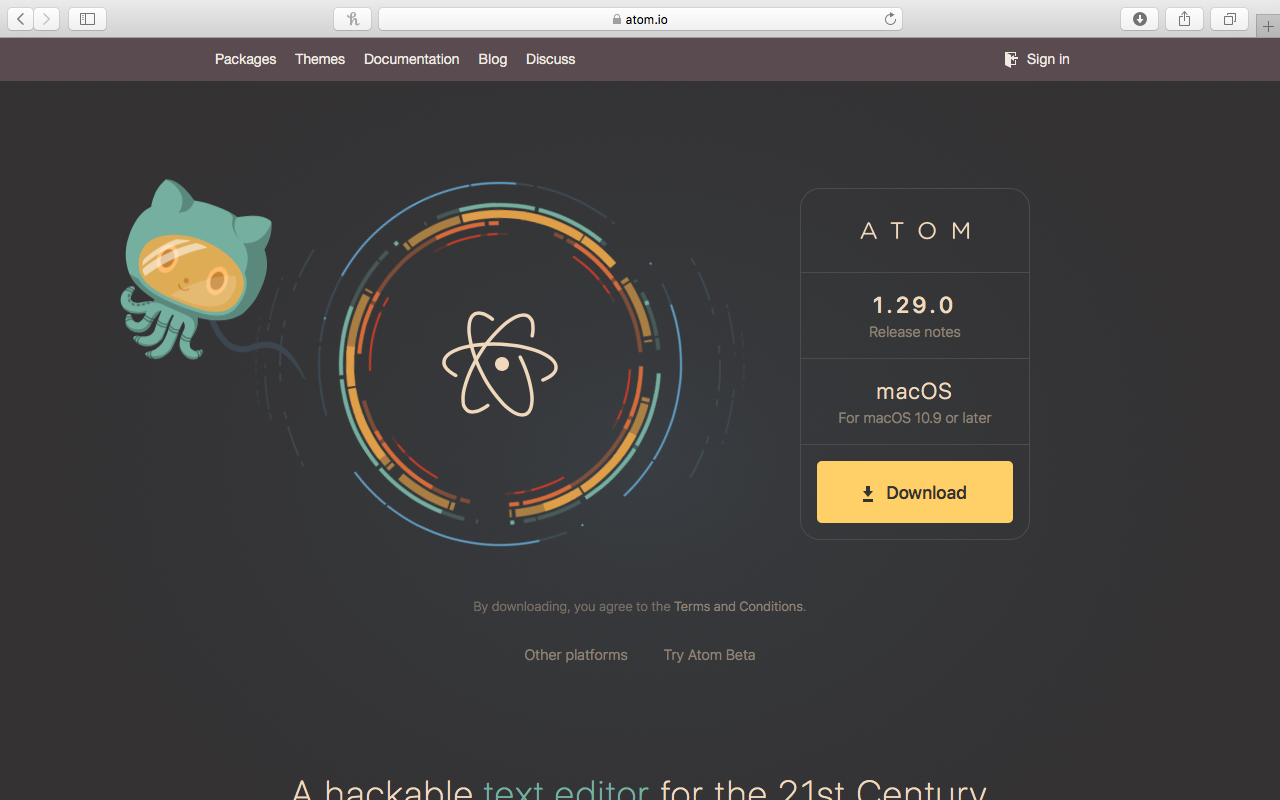 atom.io
Packages Themes Documentation Blog Discuss Sign in
ATOM
1.29.0
Release notes
macOS
For macOS 10.9 or later
Download
By downloading, you agree to the Terms and Conditions.
Other platforms Try Atom Beta
A hackable text editor for the 21st Century